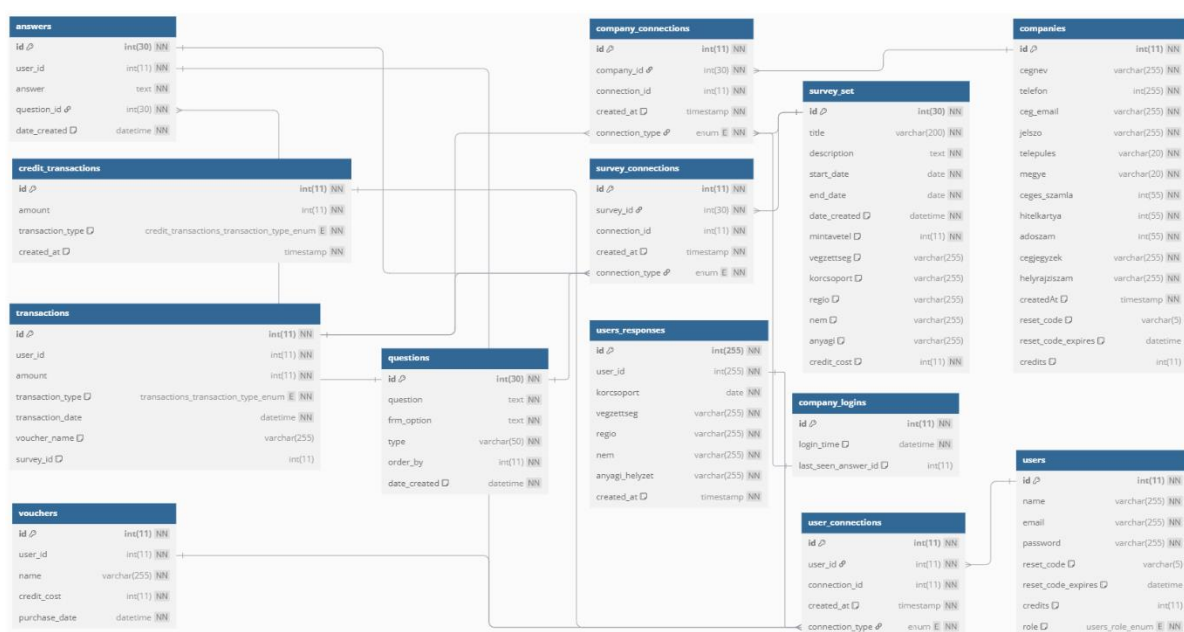 answers
id int(30) NN
user_id int(11) NN
answer text NN
question_id int(30) NN
date_created datetime NN
credit_transactions
id int(11) NN
amount int(11) NN
transaction_type credit_transactions_transaction_type_enum E NN
created_at timestamp NN
transactions
id int(11) NN
user_id int(11) NN
amount int(11) NN
transaction_type transactions_transaction_type_enum E NN
transaction_date datetime NN
voucher_name varchar(255)
survey_id int(11)
vouchers
id int(11) NN
user_id int(11) NN
name varchar(255) NN
credit_cost int(11) NN
purchase_date datetime NN
questions
id int(30) NN
question text NN
frm_option text NN
type varchar(50) NN
order_by int(11) NN
date_created datetime NN
company_connections
id int(11) NN
company_id int(30) NN
connection_id int(11) NN
created_at timestamp NN
connection_type enum E NN
survey_connections
id int(11) NN
survey_id int(30) NN
connection_id int(11) NN
created_at timestamp NN
connection_type enum E NN
users_responses
id int(255) NN
user_id int(255) NN
korcsoport date NN
vegzettseg varchar(255) NN
regio varchar(255) NN
nem varchar(255) NN
anyagi_helyzet varchar(255) NN
created_at timestamp NN
survey_set
id int(30) NN
title varchar(200) NN
description text NN
start_date date NN
end_date date NN
date_created datetime NN
mintavetel int(11) NN
vegzettseg varchar(255)
korcsoport varchar(255)
regio varchar(255)
nem varchar(255)
anyagi varchar(255)
credit_cost int(11) NN
company_logins
id int(11) NN
login_time datetime NN
last_seen_answer_id int(11)
user_connections
id int(11) NN
user_id int(11) NN
connection_id int(11) NN
created_at timestamp NN
connection_type enum E NN
companies
id int(11) NN
cegnev varchar(255) NN
telefon int(255) NN
ceg_email varchar(255) NN
jelszo varchar(255) NN
telepules varchar(20) NN
megye varchar(20) NN
ceges_szamla int(55) NN
hitelkartya int(55) NN
adoszam int(55) NN
cegjegyzek varchar(255) NN
helyrajziszam varchar(255) NN
createdAt timestamp NN
reset_code varchar(5)
reset_code_expires datetime
credits int(11)
users
id int(11) NN
name varchar(255) NN
email varchar(255) NN
password varchar(255) NN
reset_code varchar(5)
reset_code_expires datetime
credits int(11)
role users_role_enum E NN